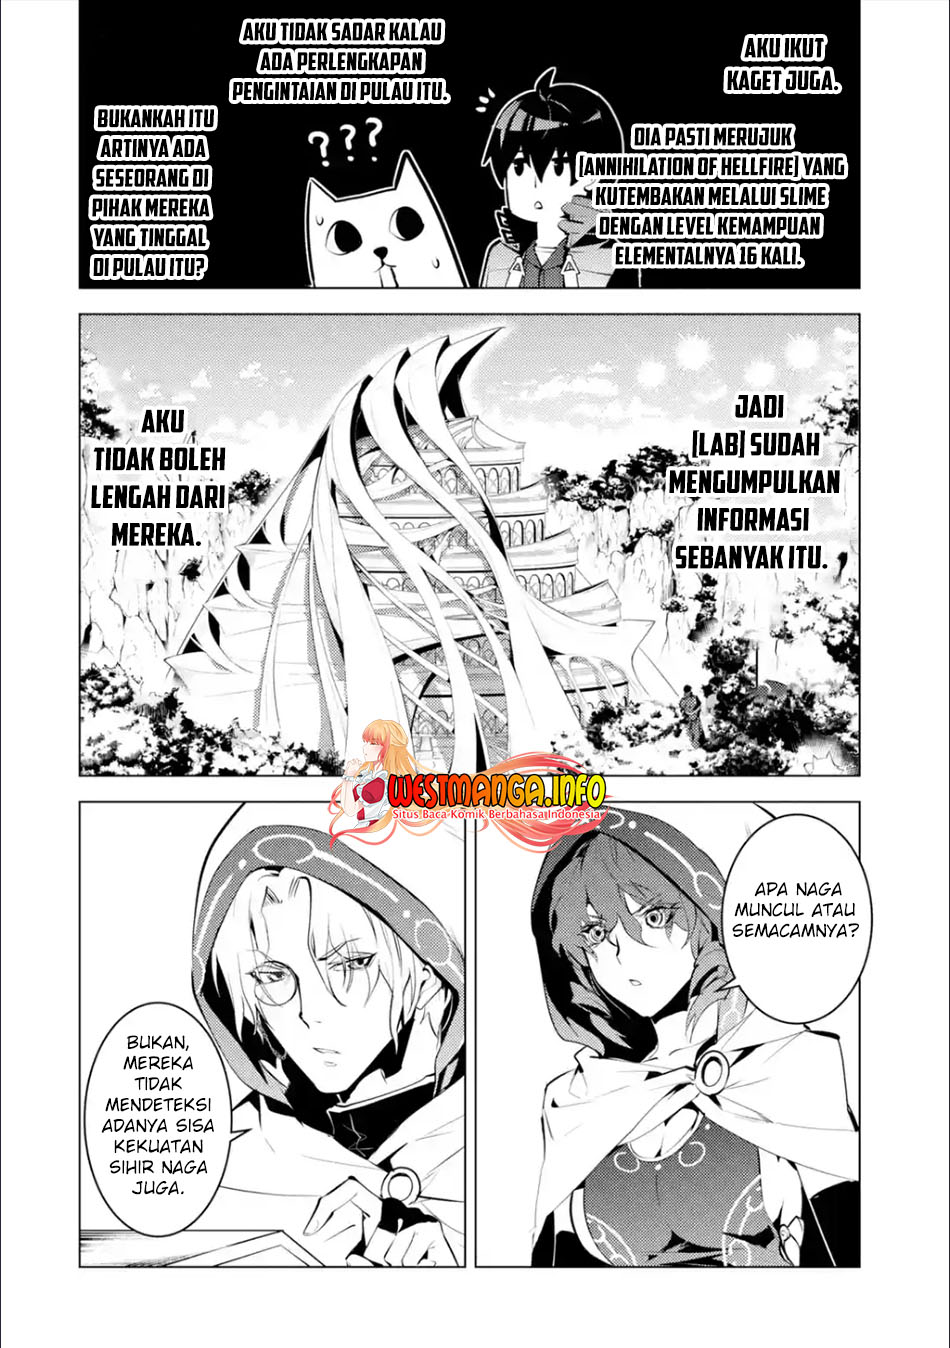 AKU IKUT
KAGET JUGA.
DIA PASTI MERUJUK
[ANNIHILATION OF HELLFIRE] YANG
KUTEMBAKAN MELALUI SLIME
DENGAN LEVEL KEMAMPUAN
ELEMENTALNYA 16 KALI.
AKU TIDAK SADAR KALAU
ADA PERLENGKAPAN
PENGINTAIAN DI PULAU ITU.
???
BUKANKAH ITU
ARTINYA ADA
SESEORANG DI
PIHAK MEREKA
YANG TINGGAL
DI PULAU ITU?
JADI
[LAB] SUDAH
MENGUMPULKAN
INFORMASI
SEBANYAK ITU.
AKU
TIDAK BOLEH
LENGAH DARI
MEREKA.
WESTMANGA.INFO
Situs Baca Komik Berbahasa Indonesia
APA NAGA
MUNCUL ATAU
SEMACAMNYA?
BUKAN,
MEREKA
TIDAK
MENDETEKSI
ADANYA SISA
KEKUATAN
SIHIR NAGA
JUGA.